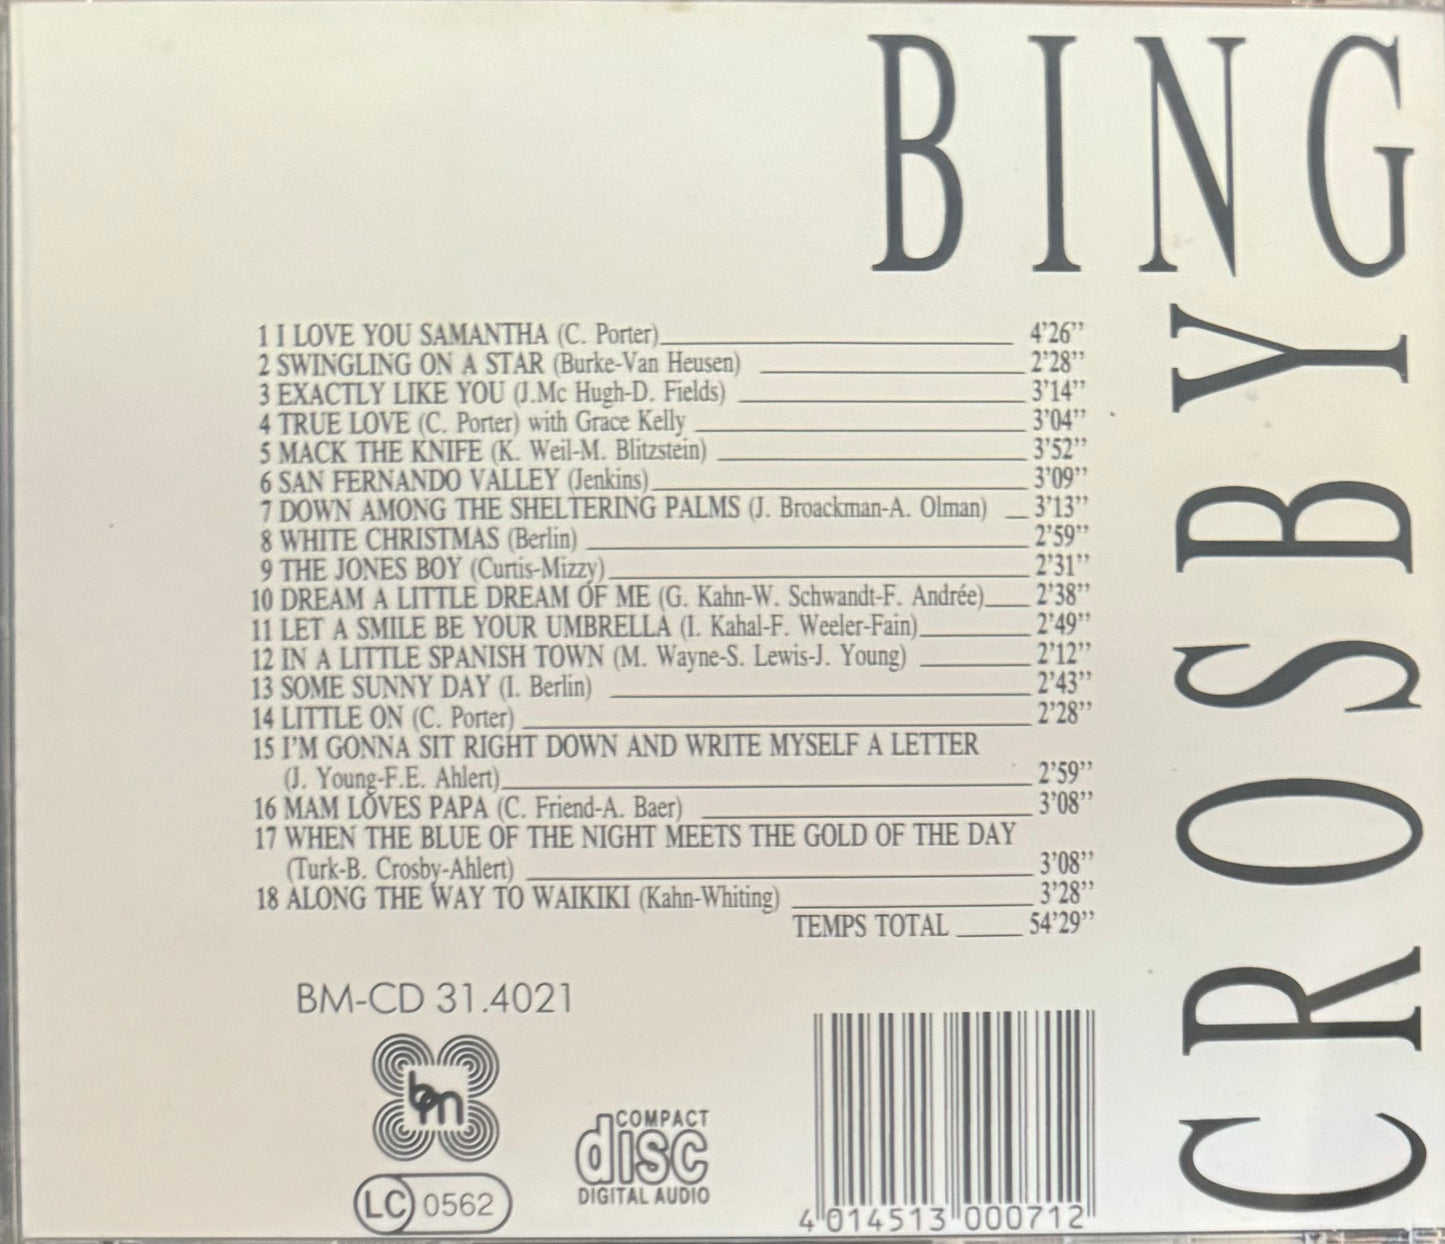 BING
CROSBY
1 I LOVE YOU SAMANTHA (C. Porter) 4'26''
2 SWINGLING ON A STAR (Burke-Van Heusen) 2'28''
3 EXACTLY LIKE YOU (J.Mc Hugh-D. Fields) 3'14''
4 TRUE LOVE (C. Porter) with Grace Kelly 3'04''
5 MACK THE KNIFE (K. Weil-M. Blitzstein) 3'52''
6 SAN FERNANDO VALLEY (Jenkins) 3'09''
7 DOWN AMONG THE SHELTERING PALMS (J. Broackman-A. Olman) 3'13''
8 WHITE CHRISTMAS (Berlin) 2'59''
9 THE JONES BOY (Curtis-Mizzy) 2'31''
10 DREAM A LITTLE DREAM OF ME (G. Kahn-W. Schwandt-F. Andrée) 2'38''
11 LET A SMILE BE YOUR UMBRELLA (I. Kahal-F. Weeler-Fain) 2'49''
12 IN A LITTLE SPANISH TOWN (M. Wayne-S. Lewis-J. Young) 2'12''
13 SOME SUNNY DAY (I. Berlin) 2'43''
14 LITTLE ON (C. Porter) 2'28''
15 I'M GONNA SIT RIGHT DOWN AND WRITE MYSELF A LETTER
(J. Young-F.E. Ahlert) 2'59''
16 MAM LOVES PAPA (C. Friend-A. Baer) 3'08''
17 WHEN THE BLUE OF THE NIGHT MEETS THE GOLD OF THE DAY
(Turk-B. Crosby-Ahlert) 3'08''
18 ALONG THE WAY TO WAIKIKI (Kahn-Whiting) 3'28''
TEMPS TOTAL 54'29''
BM-CD 31.4021
bm
LC 0562
COMPACT
disc
DIGITAL AUDIO
4 014513 000712